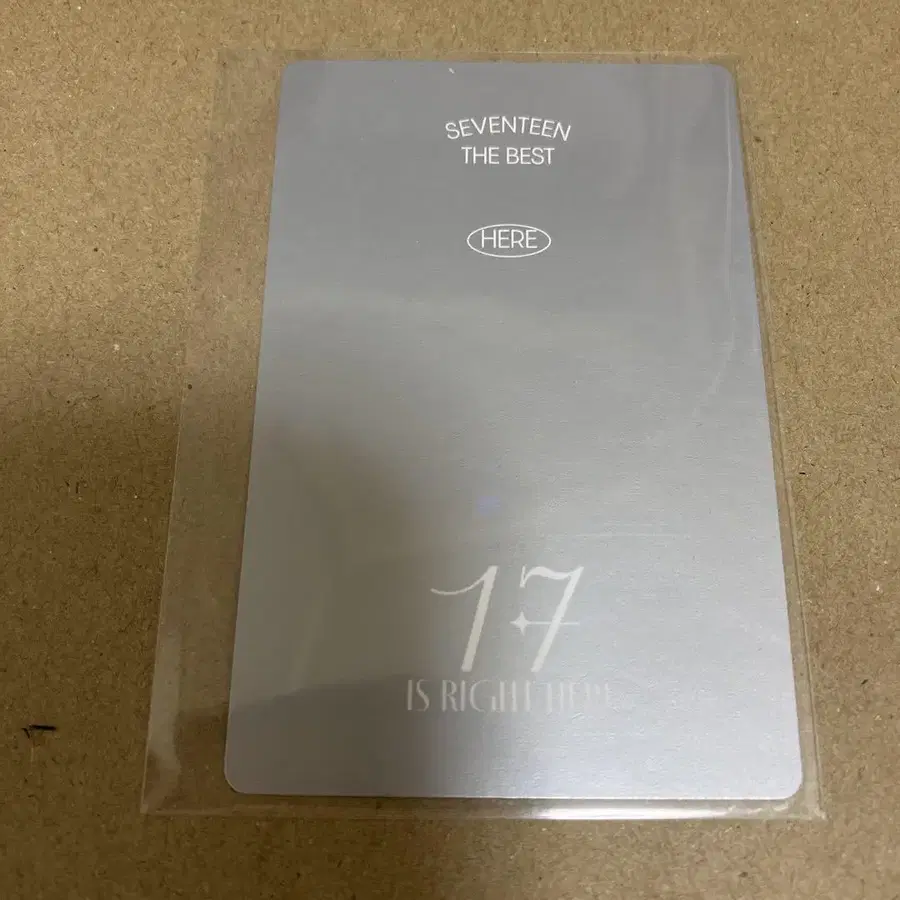 SEVENTEEN
THE BEST
HERE
17
IS RIGHT HERE